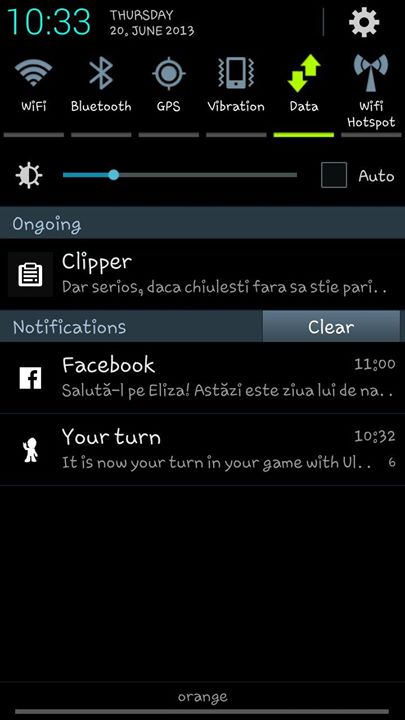 10:33
THURSDAY
20, JUNE 2013
WiFi Bluetooth GPS Vibration Data Wifi Hotspot
Auto
Ongoing
Clipper
Dar serios, daca chiulesti fara sa stie pari..
Notifications Clear
Facebook 11:00
Salută-l pe Eliza! Astăzi este ziua lui de na..
Your turn 10:32
It is now your turn in your game with Ul.. 6
orange